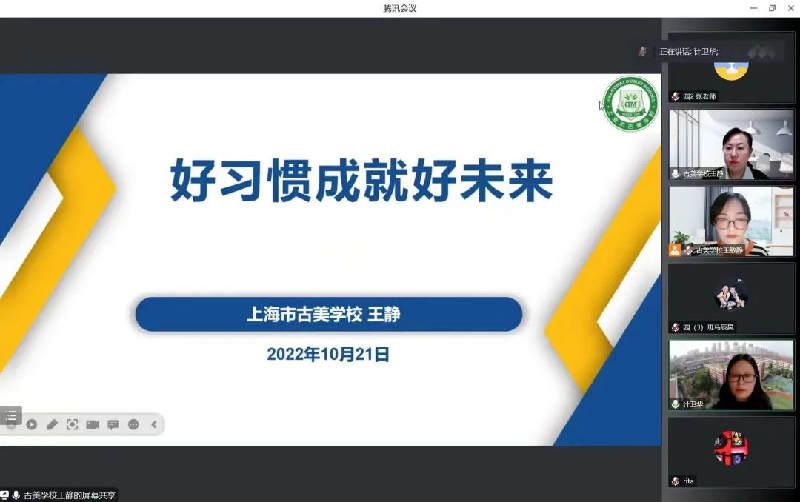 腾讯会议
正在讲话: 计卫华;
好习惯成就好未来
上海市古美学校 王静
2022年10月21日
古美学校王静
古美学校王敏静
计卫华
rita
古美学校王静的屏幕共享